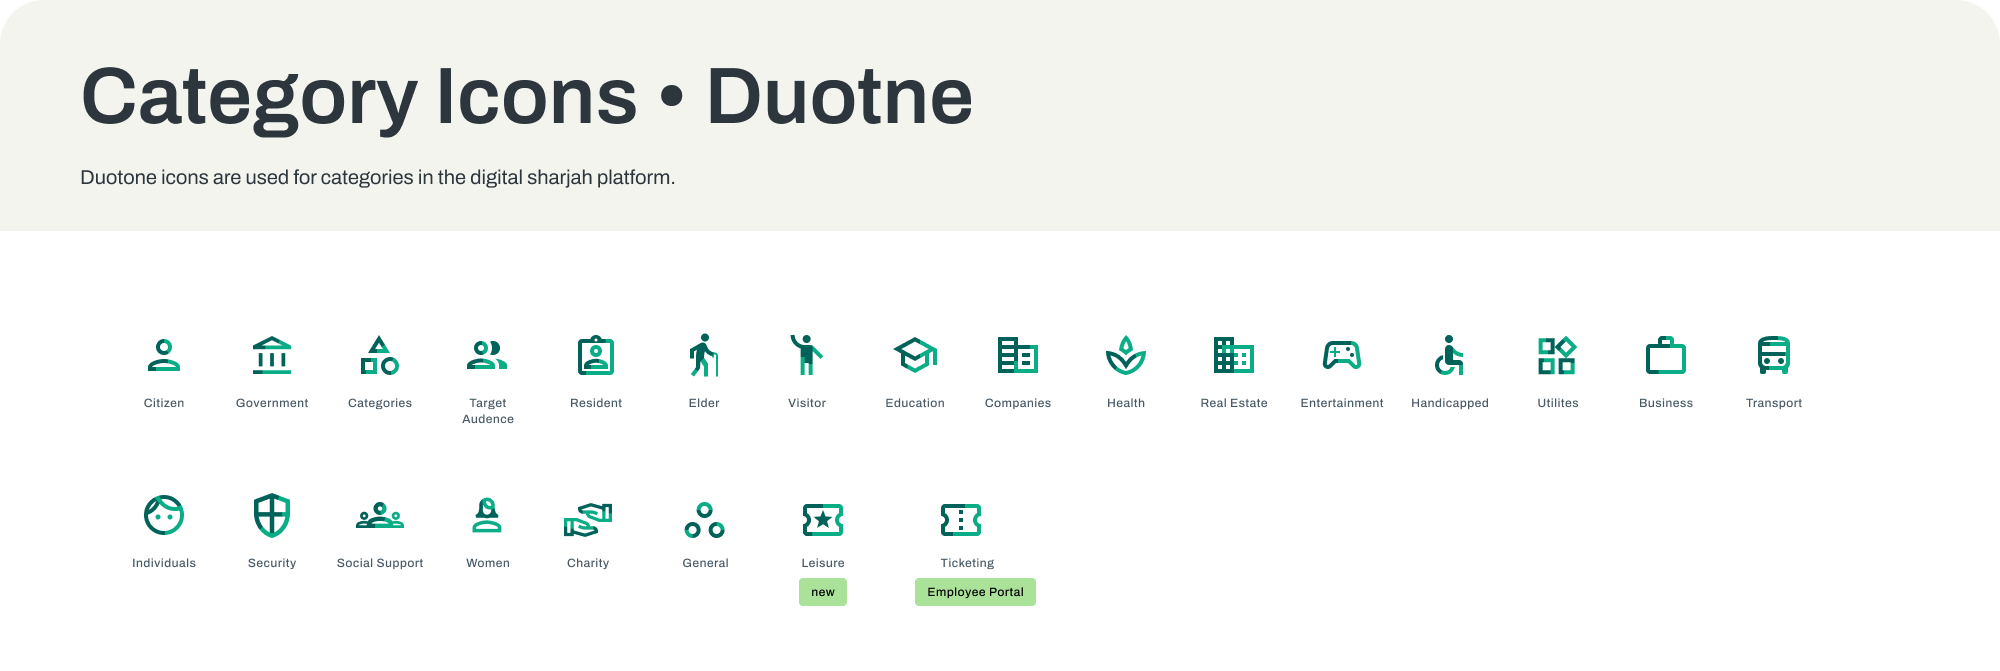 Category Icons • Duotne
Duotone icons are used for categories in the digital sharjah platform.
Citizen
Government
Categories
Target
Audence
Resident
Elder
Visitor
Education
Companies
Health
Real Estate
Entertainment
Handicapped
Utilites
Business
Transport
Individuals
Security
Social Support
Women
Charity
General
Leisure
new
Ticketing
Employee Portal